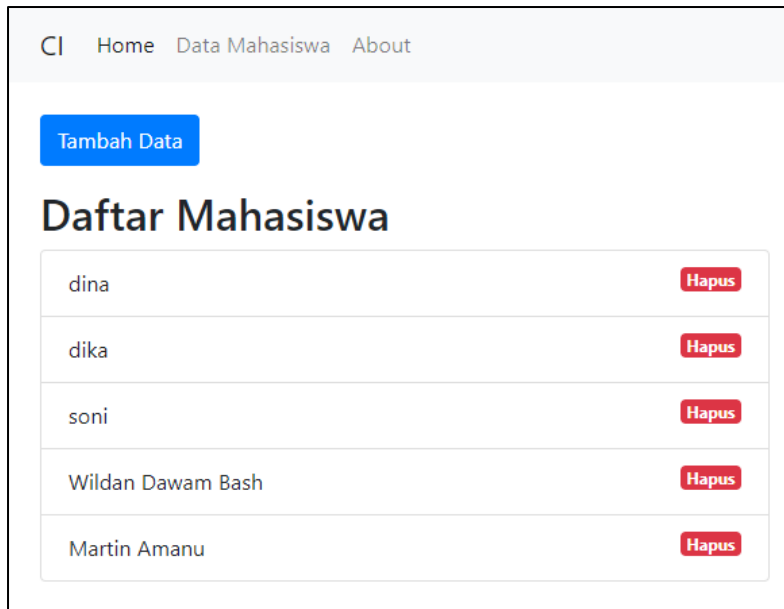 CI Home Data Mahasiswa About
Tambah Data
Daftar Mahasiswa
dina Hapus
dika Hapus
soni Hapus
Wildan Dawam Bash Hapus
Martin Amanu Hapus